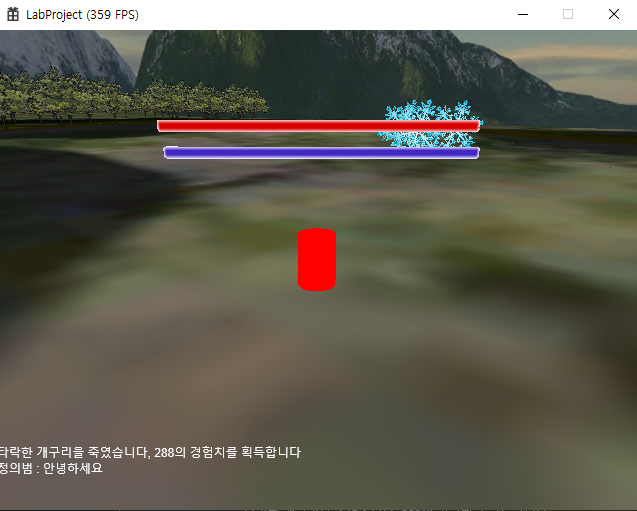 LabProject (359 FPS)
타락한 개구리을 죽였습니다, 288의 경험치를 획득합니다
정의범 : 안녕하세요